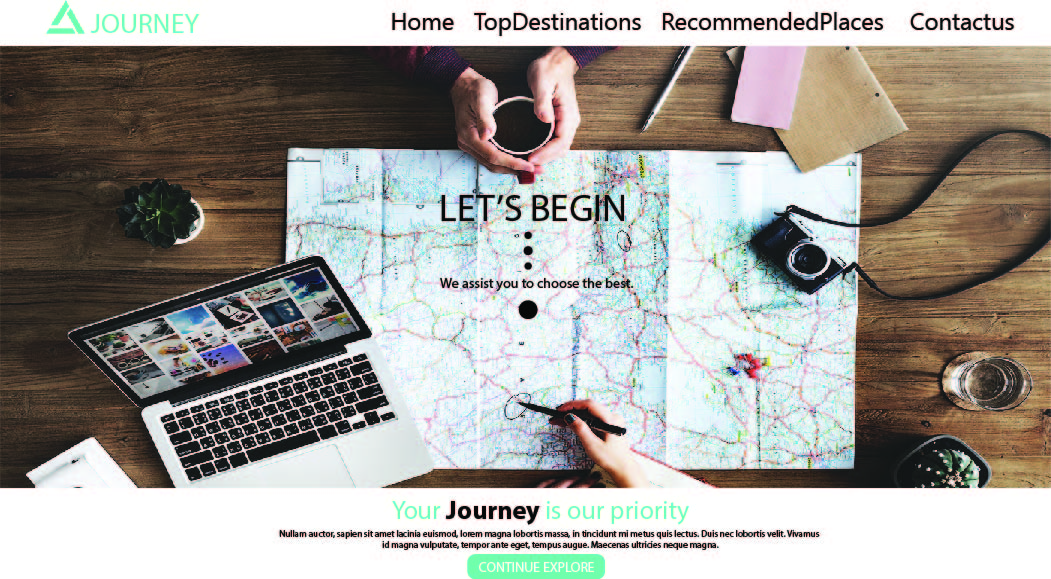 JOURNEY
Home TopDestinations RecommendedPlaces Contactus
LET'S BEGIN
We assist you to choose the best.
Your Journey is our priority
Nullam auctor, sapien sit amet lacinia euismod, lorem magna lobortis massa, in tincidunt mi metus quis lectus. Duis nec lobortis velit. Vivamus
id magna vulputate, tempor ante eget, tempus augue. Maecenas ultricies neque magna.
CONTINUE EXPLORE